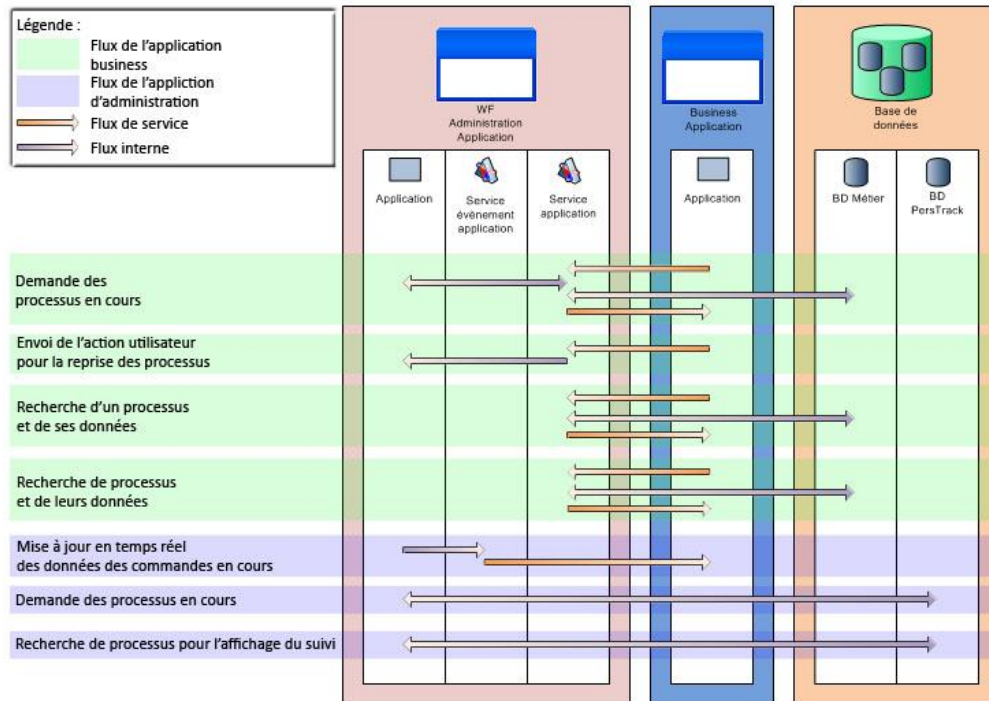 Légende :
Flux de l'application
business
Flux de l'appliction
d'administration
Flux de service
Flux interne
WF
Administration
Application
Business
Application
Base de
données
Application
Service
évènement
application
Service
application
Application
BD Métier
BD
PersTrack
Demande des
processus en cours
Envoi de l'action utilisateur
pour la reprise des processus
Recherche d'un processus
et de ses données
Recherche de processus
et de leurs données
Mise à jour en temps réel
des données des commandes en cours
Demande des processus en cours
Recherche de processus pour l'affichage du suivi